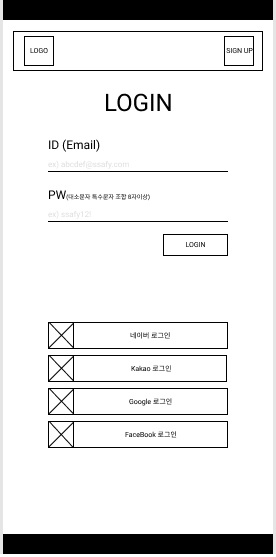 LOGO
SIGN UP
LOGIN
ID (Email)
ex) abcdef@ssafy.com
PW(대소문자 특수문자 조합 8자이상)
ex) ssafy12!
LOGIN
네이버 로그인
Kakao 로그인
Google 로그인
FaceBook 로그인